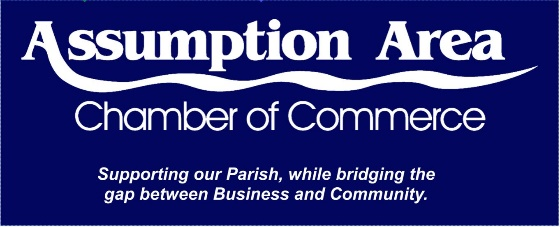 Assumption Area
Chamber of Commerce
Supporting our Parish, while bridging the
gap between Business and Community.